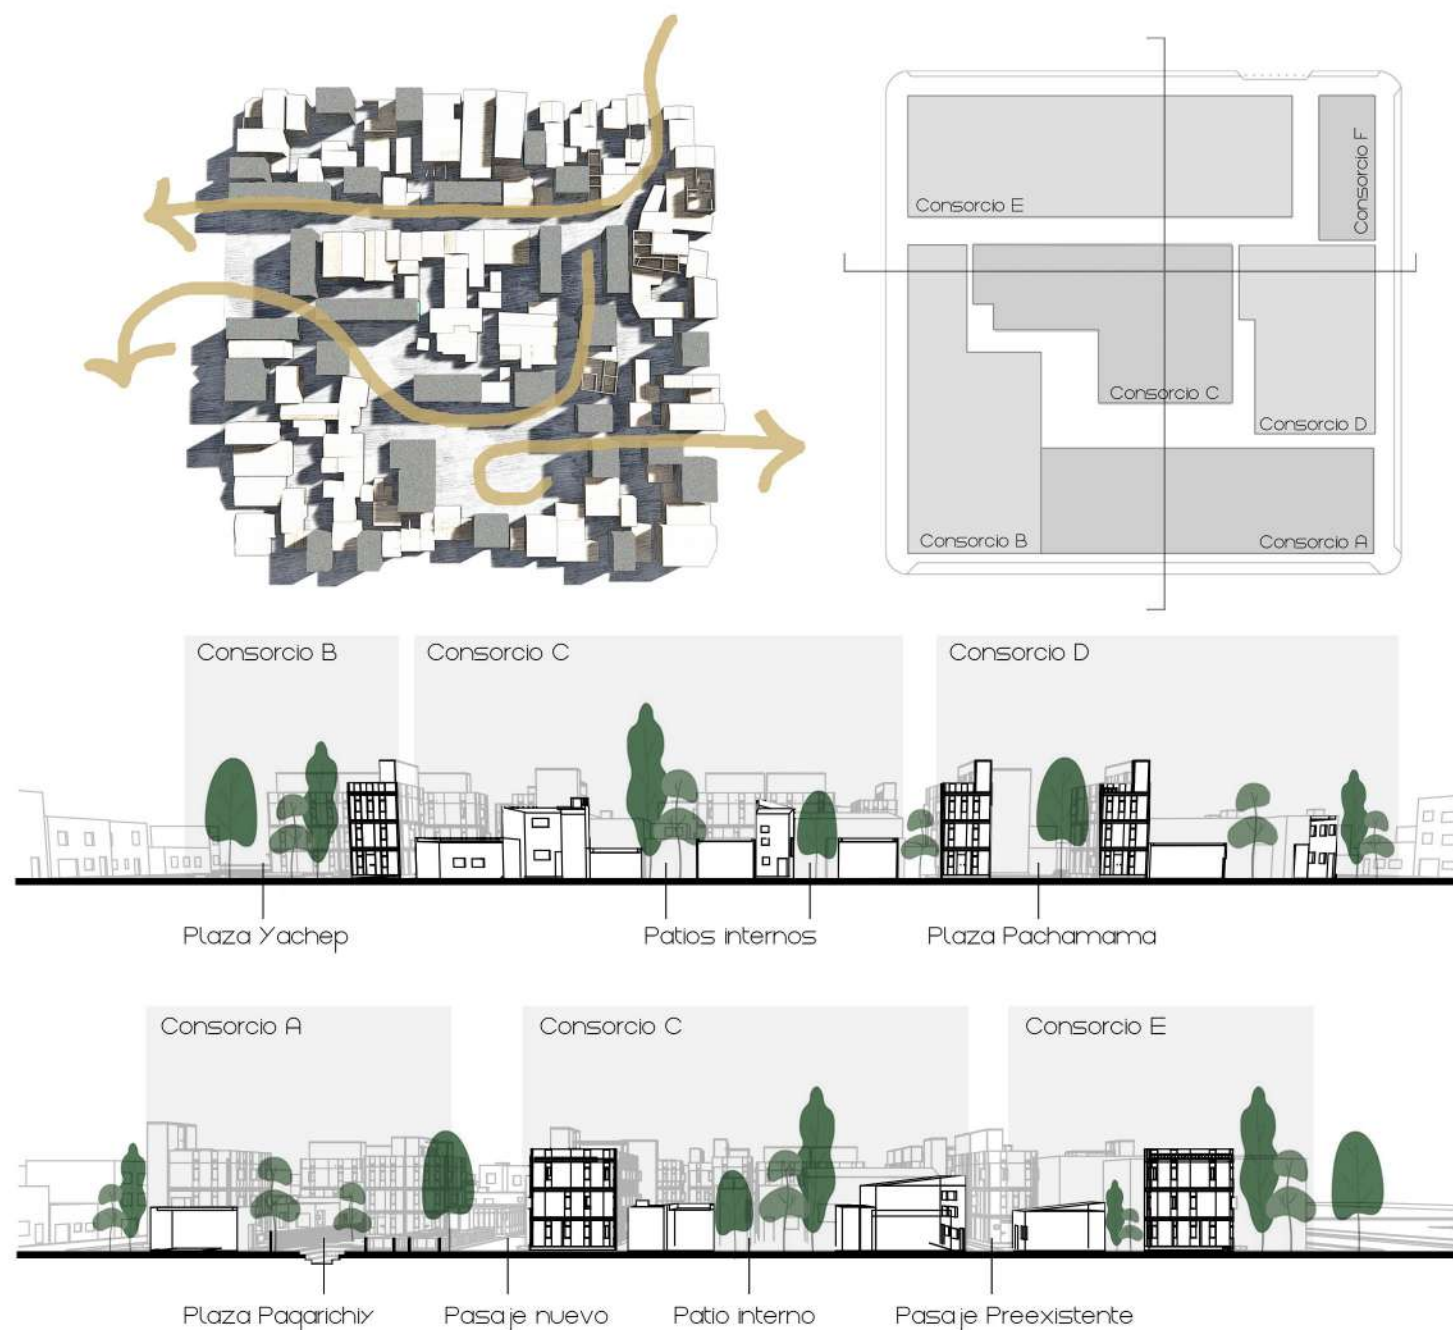 Consorcio E
Consorcio F
Consorcio C
Consorcio D
Consorcio B
Consorcio A
Consorcio B
Consorcio C
Consorcio D
Plaza Yachep
Patios internos
Plaza Pachamama
Consorcio A
Consorcio C
Consorcio E
Plaza Paqarichiy
Pasaje nuevo
Patio interno
Pasaje Preexistente